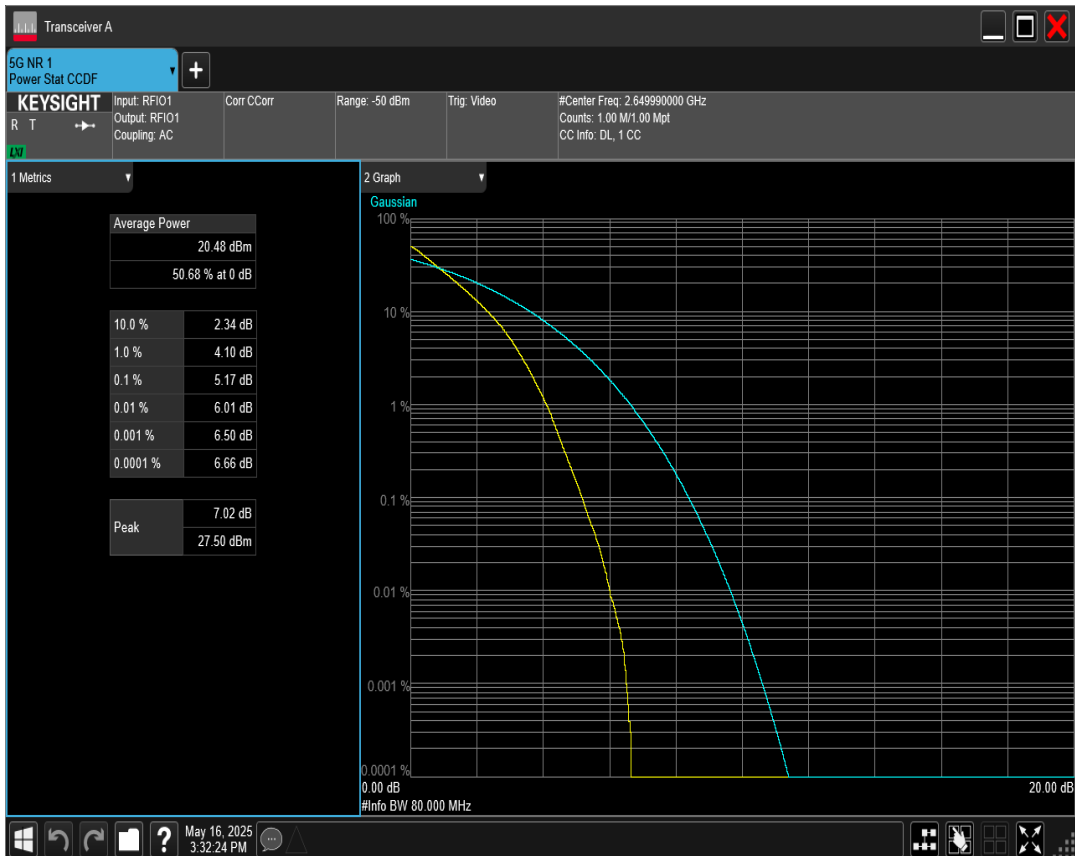 Transceiver A
5G NR 1
Power Stat CCDF
+
KEYSIGHT
R T
LXI
Input: RFIO1
Output: RFIO1
Coupling: AC
Corr CCorr
Range: -50 dBm
Trig: Video
#Center Freq: 2.649990000 GHz
Counts: 1.00 M/1.00 Mpt
CC Info: DL, 1 CC
1 Metrics
Average Power
20.48 dBm
50.68 % at 0 dB
10.0 % 2.34 dB
1.0 % 4.10 dB
0.1 % 5.17 dB
0.01 % 6.01 dB
0.001 % 6.50 dB
0.0001 % 6.66 dB
Peak 7.02 dB
27.50 dBm
2 Graph
Gaussian
100 %
10 %
1 %
0.1 %
0.01 %
0.001 %
0.0001 %
0.00 dB 20.00 dB
#Info BW 80.000 MHz
?
May 16, 2025
3:32:24 PM